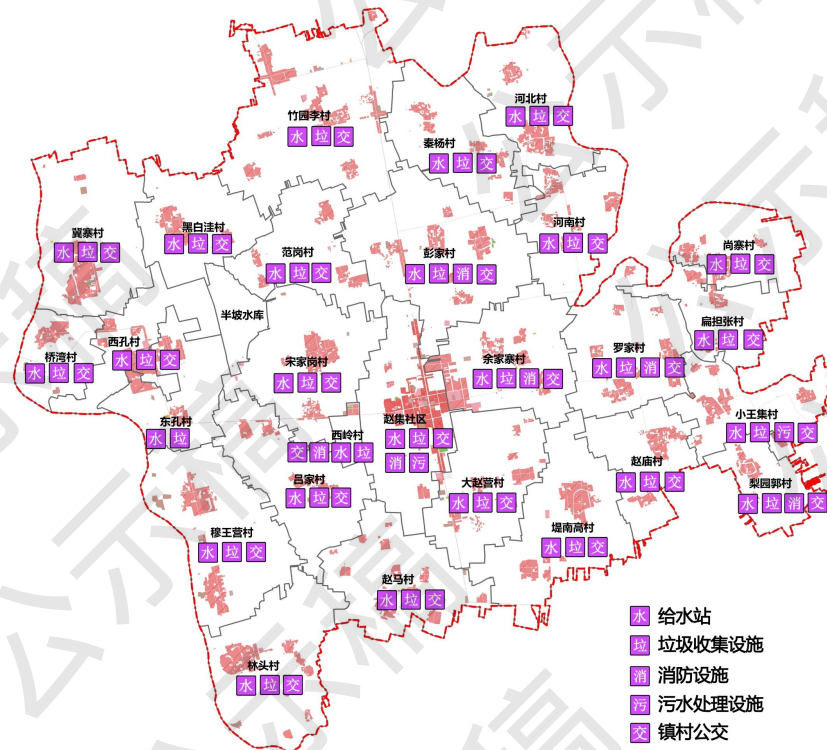 竹园李村
水 垃 交
河北村
水 垃 交
秦杨村
水 垃 交
冀寨村
水 垃 交
黑白洼村
水 垃 交
范岗村
水 垃 交
彭家村
水 垃 消 交
河南村
水 垃 交
尚寨村
水 垃 交
半坡水库
扁担张村
水 垃 交
桥湾村
水 垃 交
西孔村
水 垃 交
宋家岗村
水 垃 交
余家寨村
水 垃 消 交
罗家村
水 垃 消 交
东孔村
水 垃
西岭村
交 消 水 垃
赵集社区
水 垃 交
消 污
小王集村
水 垃 污 交
吕家村
水 垃 交
大赵营村
水 垃 交
赵庙村
水 垃 交
梨园郭村
水 垃 消 交
穆王营村
水 垃 交
堤南高村
水 垃 交
赵马村
水 垃 交
林头村
水 垃 交
水 给水站
垃 垃圾收集设施
消 消防设施
污 污水处理设施
交 镇村公交
公示稿